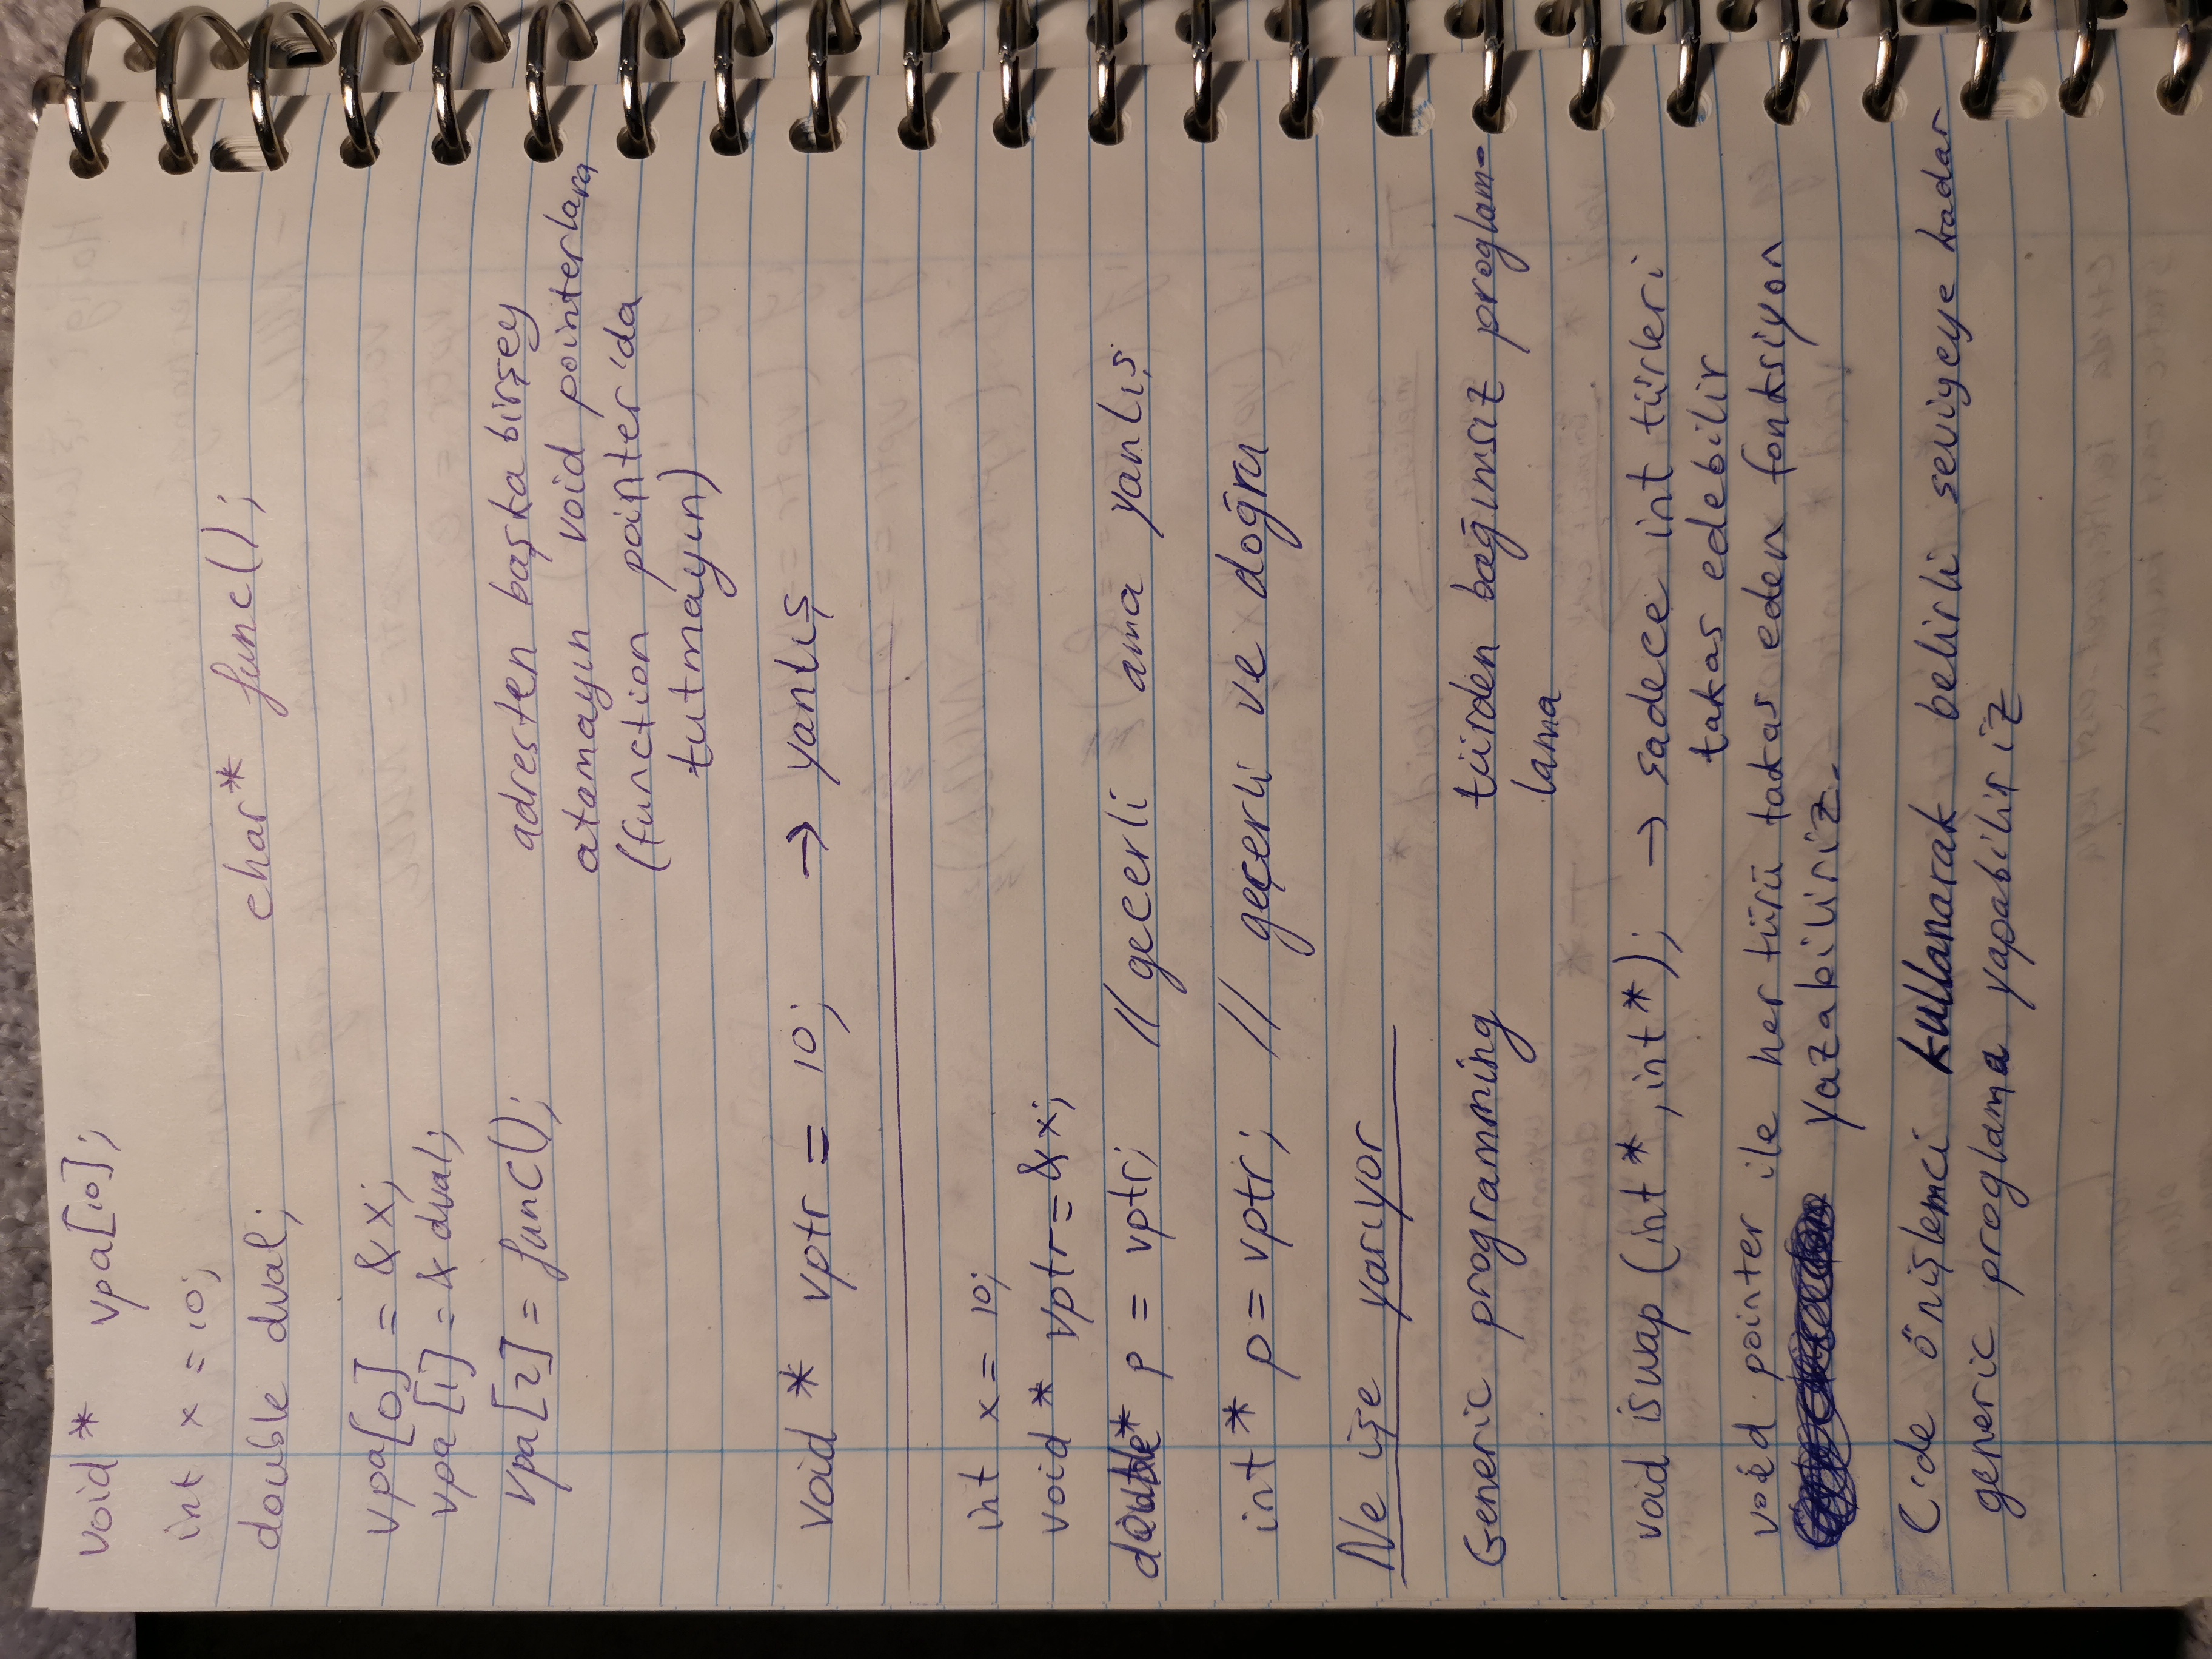 void* vpa[10];
int x = 10;
double dval; char* func();
vpa[0] = &x;
vpa[1] = & dval;
vpa[2] = func(); adresten başka birşey
atamayın void pointerlara
(function pointer'da
tutmayın)
void * vptr = 10; → yanlış
int x = 10;
void * vptr = &x;
double* p = vptr; // gecerli ama yanlış
int * p = vptr; // geçerli ve doğru
Ne işe yarıyor
Generic programming türden bağımsız proglam-
lama
void iswap (int*, int*); → sadece int türleri
takas edebilir
void pointer ile her türü takas eden fonksiyon
yazabiliriz.
C'de önişlemci kullanarak belirli seviyeye kadar
generic proglama yapabiliriz